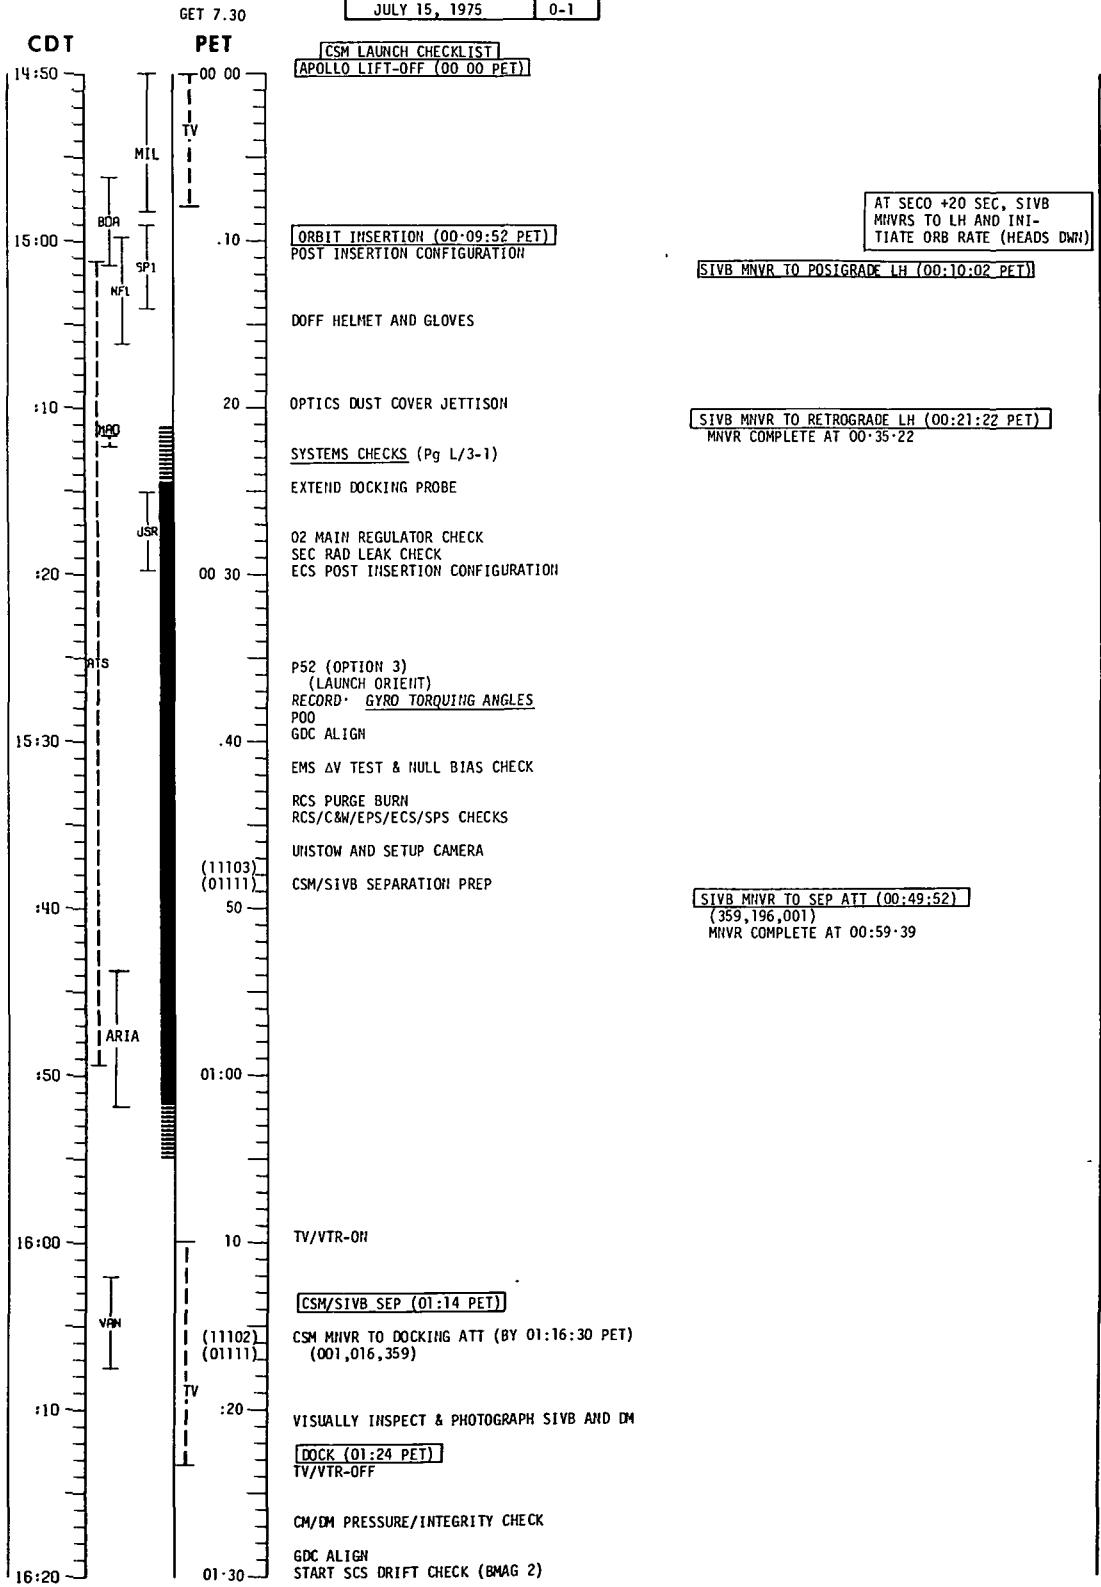 GET 7.30
JULY 15, 1975
0-1
CDT
PET
CSM LAUNCH CHECKLIST
14:50
00 00
APOLLO LIFT-OFF (00 00 PET)
TV
MIL
BDA
AT SECO +20 SEC, SIVB
MNVRS TO LH AND INI-
TIATE ORB RATE (HEADS DWN)
15:00
.10
ORBIT INSERTION (00·09:52 PET)
POST INSERTION CONFIGURATION
SP1
SIVB MNVR TO POSIGRADE LH (00:10:02 PET)
NFL
DOFF HELMET AND GLOVES
:10
20
OPTICS DUST COVER JETTISON
SIVB MNVR TO RETROGRADE LH (00:21:22 PET)
MAD
MNVR COMPLETE AT 00·35·22
SYSTEMS CHECKS (Pg L/3-1)
EXTEND DOCKING PROBE
JSR
O2 MAIN REGULATOR CHECK
SEC RAD LEAK CHECK
:20
00 30
ECS POST INSERTION CONFIGURATION
ATS
P52 (OPTION 3)
(LAUNCH ORIENT)
RECORD· GYRO TORQUING ANGLES
POO
15:30
.40
GDC ALIGN
EMS ΔV TEST & NULL BIAS CHECK
RCS PURGE BURN
RCS/C&W/EPS/ECS/SPS CHECKS
UNSTOW AND SETUP CAMERA
(11103)
(01111)
CSM/SIVB SEPARATION PREP
:40
50
SIVB MNVR TO SEP ATT (00:49:52)
(359,196,001)
MNVR COMPLETE AT 00:59·39
ARIA
:50
01:00
16:00
10
TV/VTR-ON
CSM/SIVB SEP (01:14 PET)
VAN
(11102)
CSM MNVR TO DOCKING ATT (BY 01:16:30 PET)
(01111)
(001,016,359)
TV
:10
:20
VISUALLY INSPECT & PHOTOGRAPH SIVB AND DM
DOCK (01:24 PET)
TV/VTR-OFF
CM/DM PRESSURE/INTEGRITY CHECK
GDC ALIGN
16:20
01·30
START SCS DRIFT CHECK (BMAG 2)